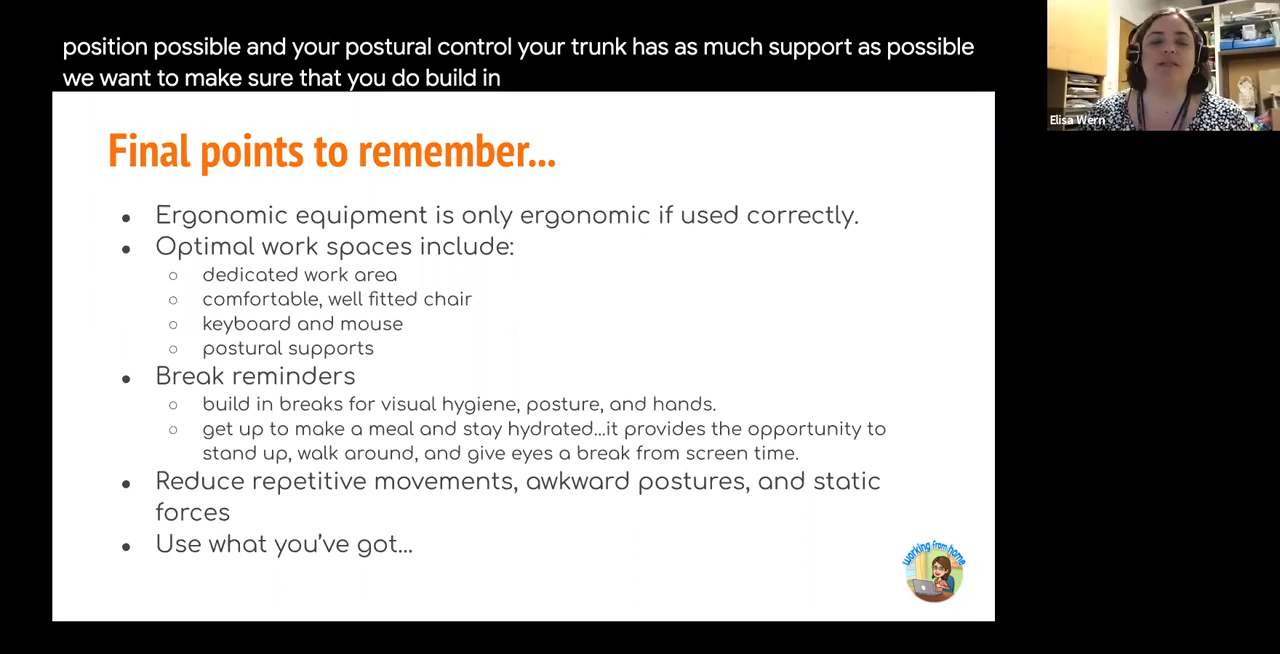 position possible and your postural control your trunk has as much support as possible
we want to make sure that you do build in
Elisa Wern
Final points to remember...
● Ergonomic equipment is only ergonomic if used correctly.
● Optimal work spaces include:
○ dedicated work area
○ comfortable, well fitted chair
○ keyboard and mouse
○ postural supports
● Break reminders
○ build in breaks for visual hygiene, posture, and hands.
○ get up to make a meal and stay hydrated...it provides the opportunity to
stand up, walk around, and give eyes a break from screen time.
● Reduce repetitive movements, awkward postures, and static
forces
● Use what you've got...
working from home